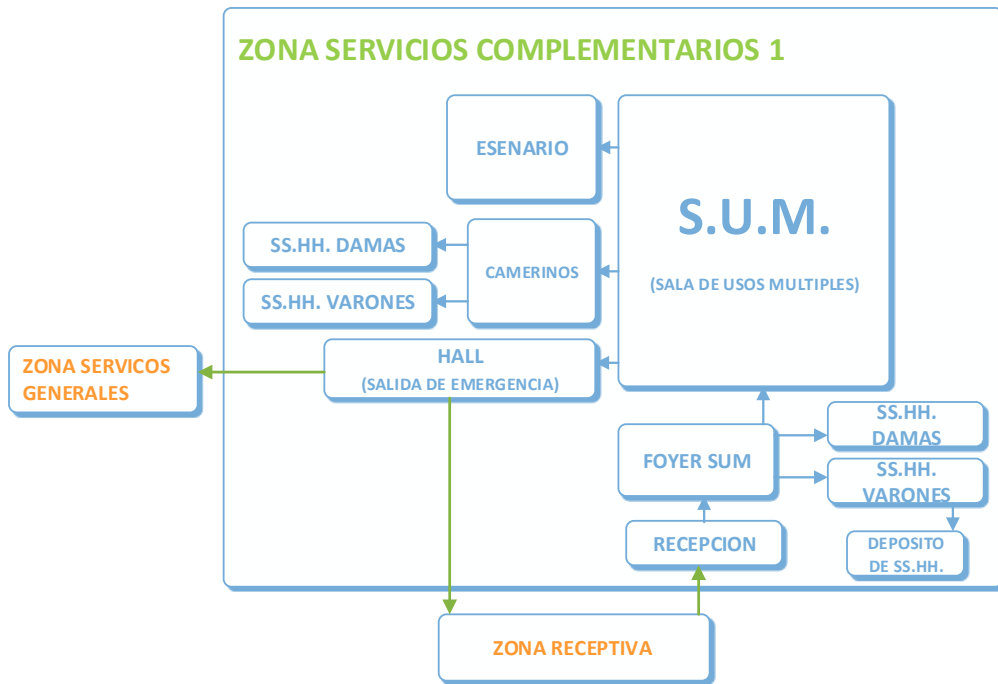 ZONA SERVICIOS COMPLEMENTARIOS 1
ESENARIO
S.U.M.
(SALA DE USOS MULTIPLES)
SS.HH. DAMAS
SS.HH. VARONES
CAMERINOS
HALL
(SALIDA DE EMERGENCIA)
ZONA SERVICOS
GENERALES
FOYER SUM
SS.HH.
DAMAS
SS.HH.
VARONES
RECEPCION
DEPOSITO
DE SS.HH.
ZONA RECEPTIVA